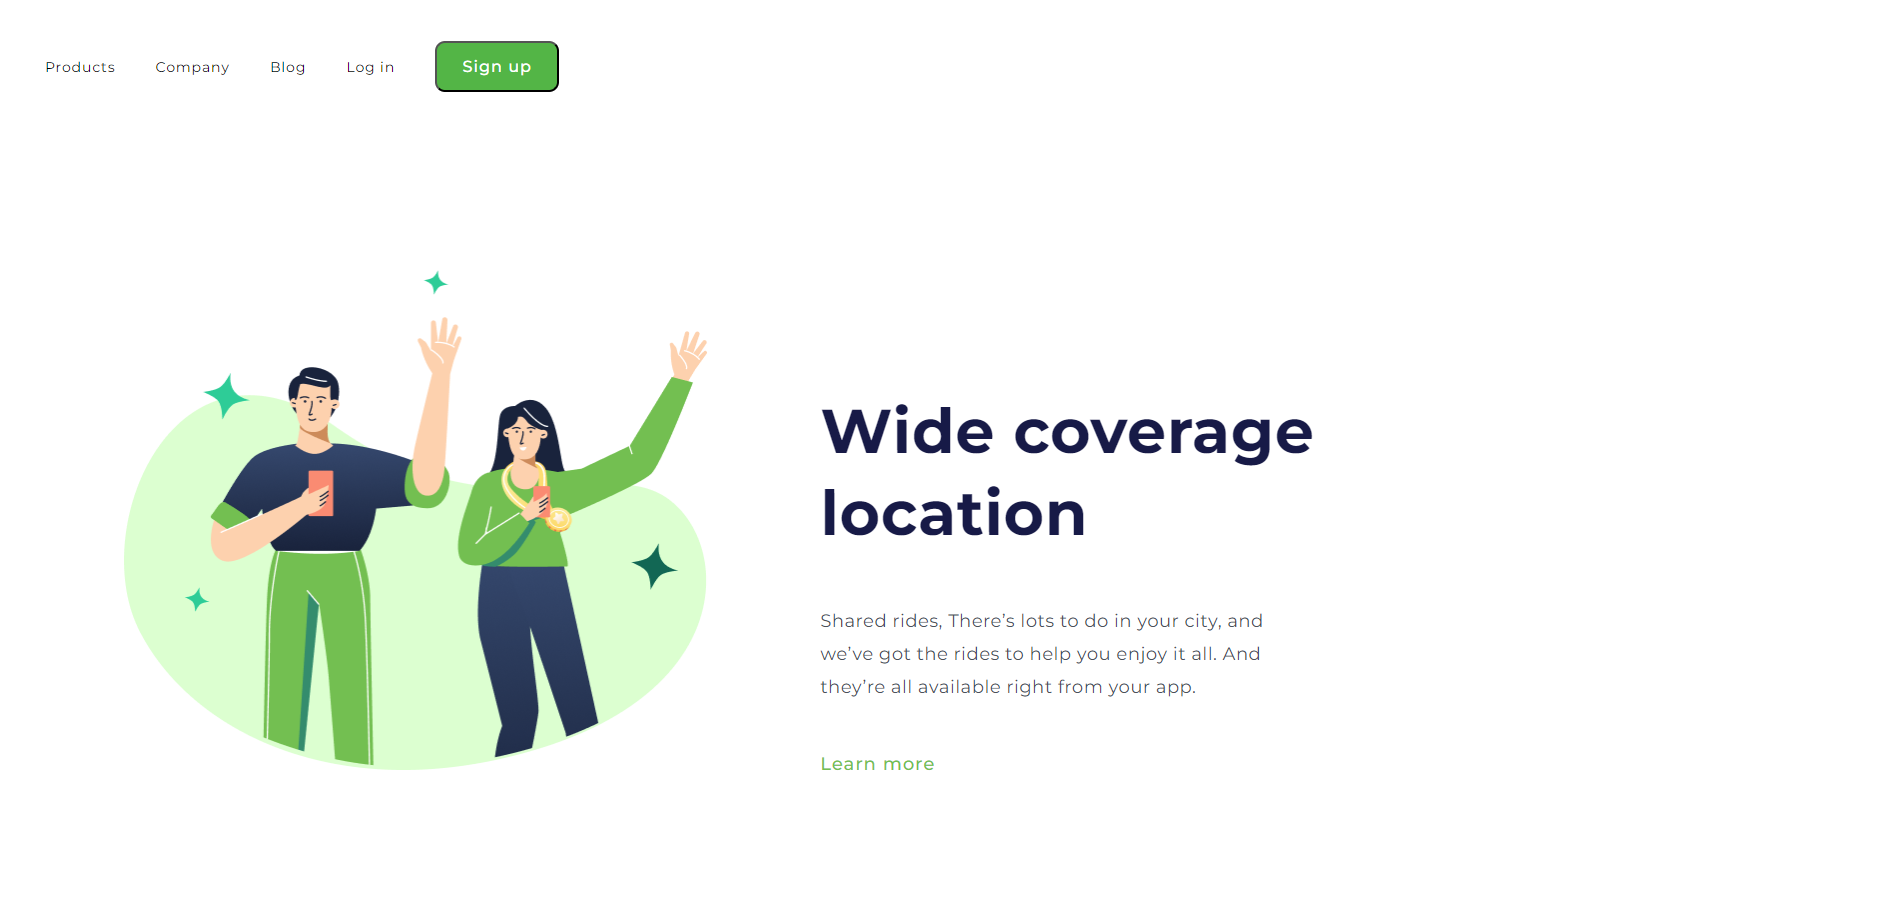 Products Company Blog Log in Sign up
Wide coverage
location
Shared rides, There’s lots to do in your city, and
we’ve got the rides to help you enjoy it all. And
they’re all available right from your app.
Learn more